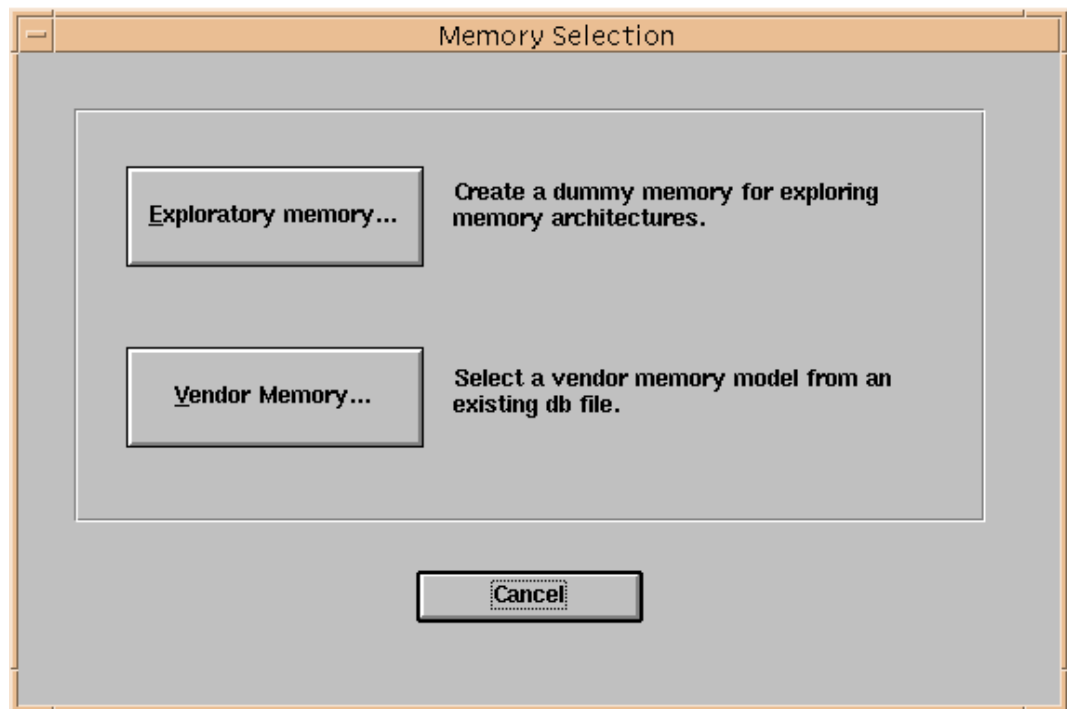 Memory Selection
Exploratory memory...
Create a dummy memory for exploring
memory architectures.
Vendor Memory...
Select a vendor memory model from an
existing db file.
Cancel